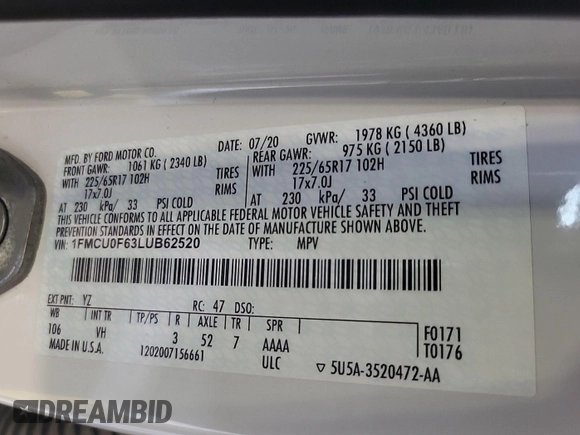 MFD. BY FORD MOTOR CO. DATE: 07/20 GVWR: 1978 KG (4360 LB)
FRONT GAWR: 1061 KG (2340 LB) REAR GAWR: 975 KG (2150 LB)
WITH 225/65R17 102H TIRES WITH 225/65R17 102H TIRES
17x7.0J RIMS 17x7.0J RIMS
AT 230 kPa/ 33 PSI COLD AT 230 kPa/ 33 PSI COLD
THIS VEHICLE CONFORMS TO ALL APPLICABLE FEDERAL MOTOR VEHICLE SAFETY AND THEFT
PREVENTION STANDARDS IN EFFECT ON THE DATE OF MANUFACTURE SHOWN ABOVE.
VIN: 1FMCU0F63LUB62520 TYPE: MPV
EXT PNT: YZ RC: 47 DSO:
WB INT TR TP/PS R AXLE TR SPR F0171
106 VH 3 52 7 AAAA T0176
MADE IN U.S.A. 1202007156661 ULC 5U5A-3520472-AA
DREAMBID